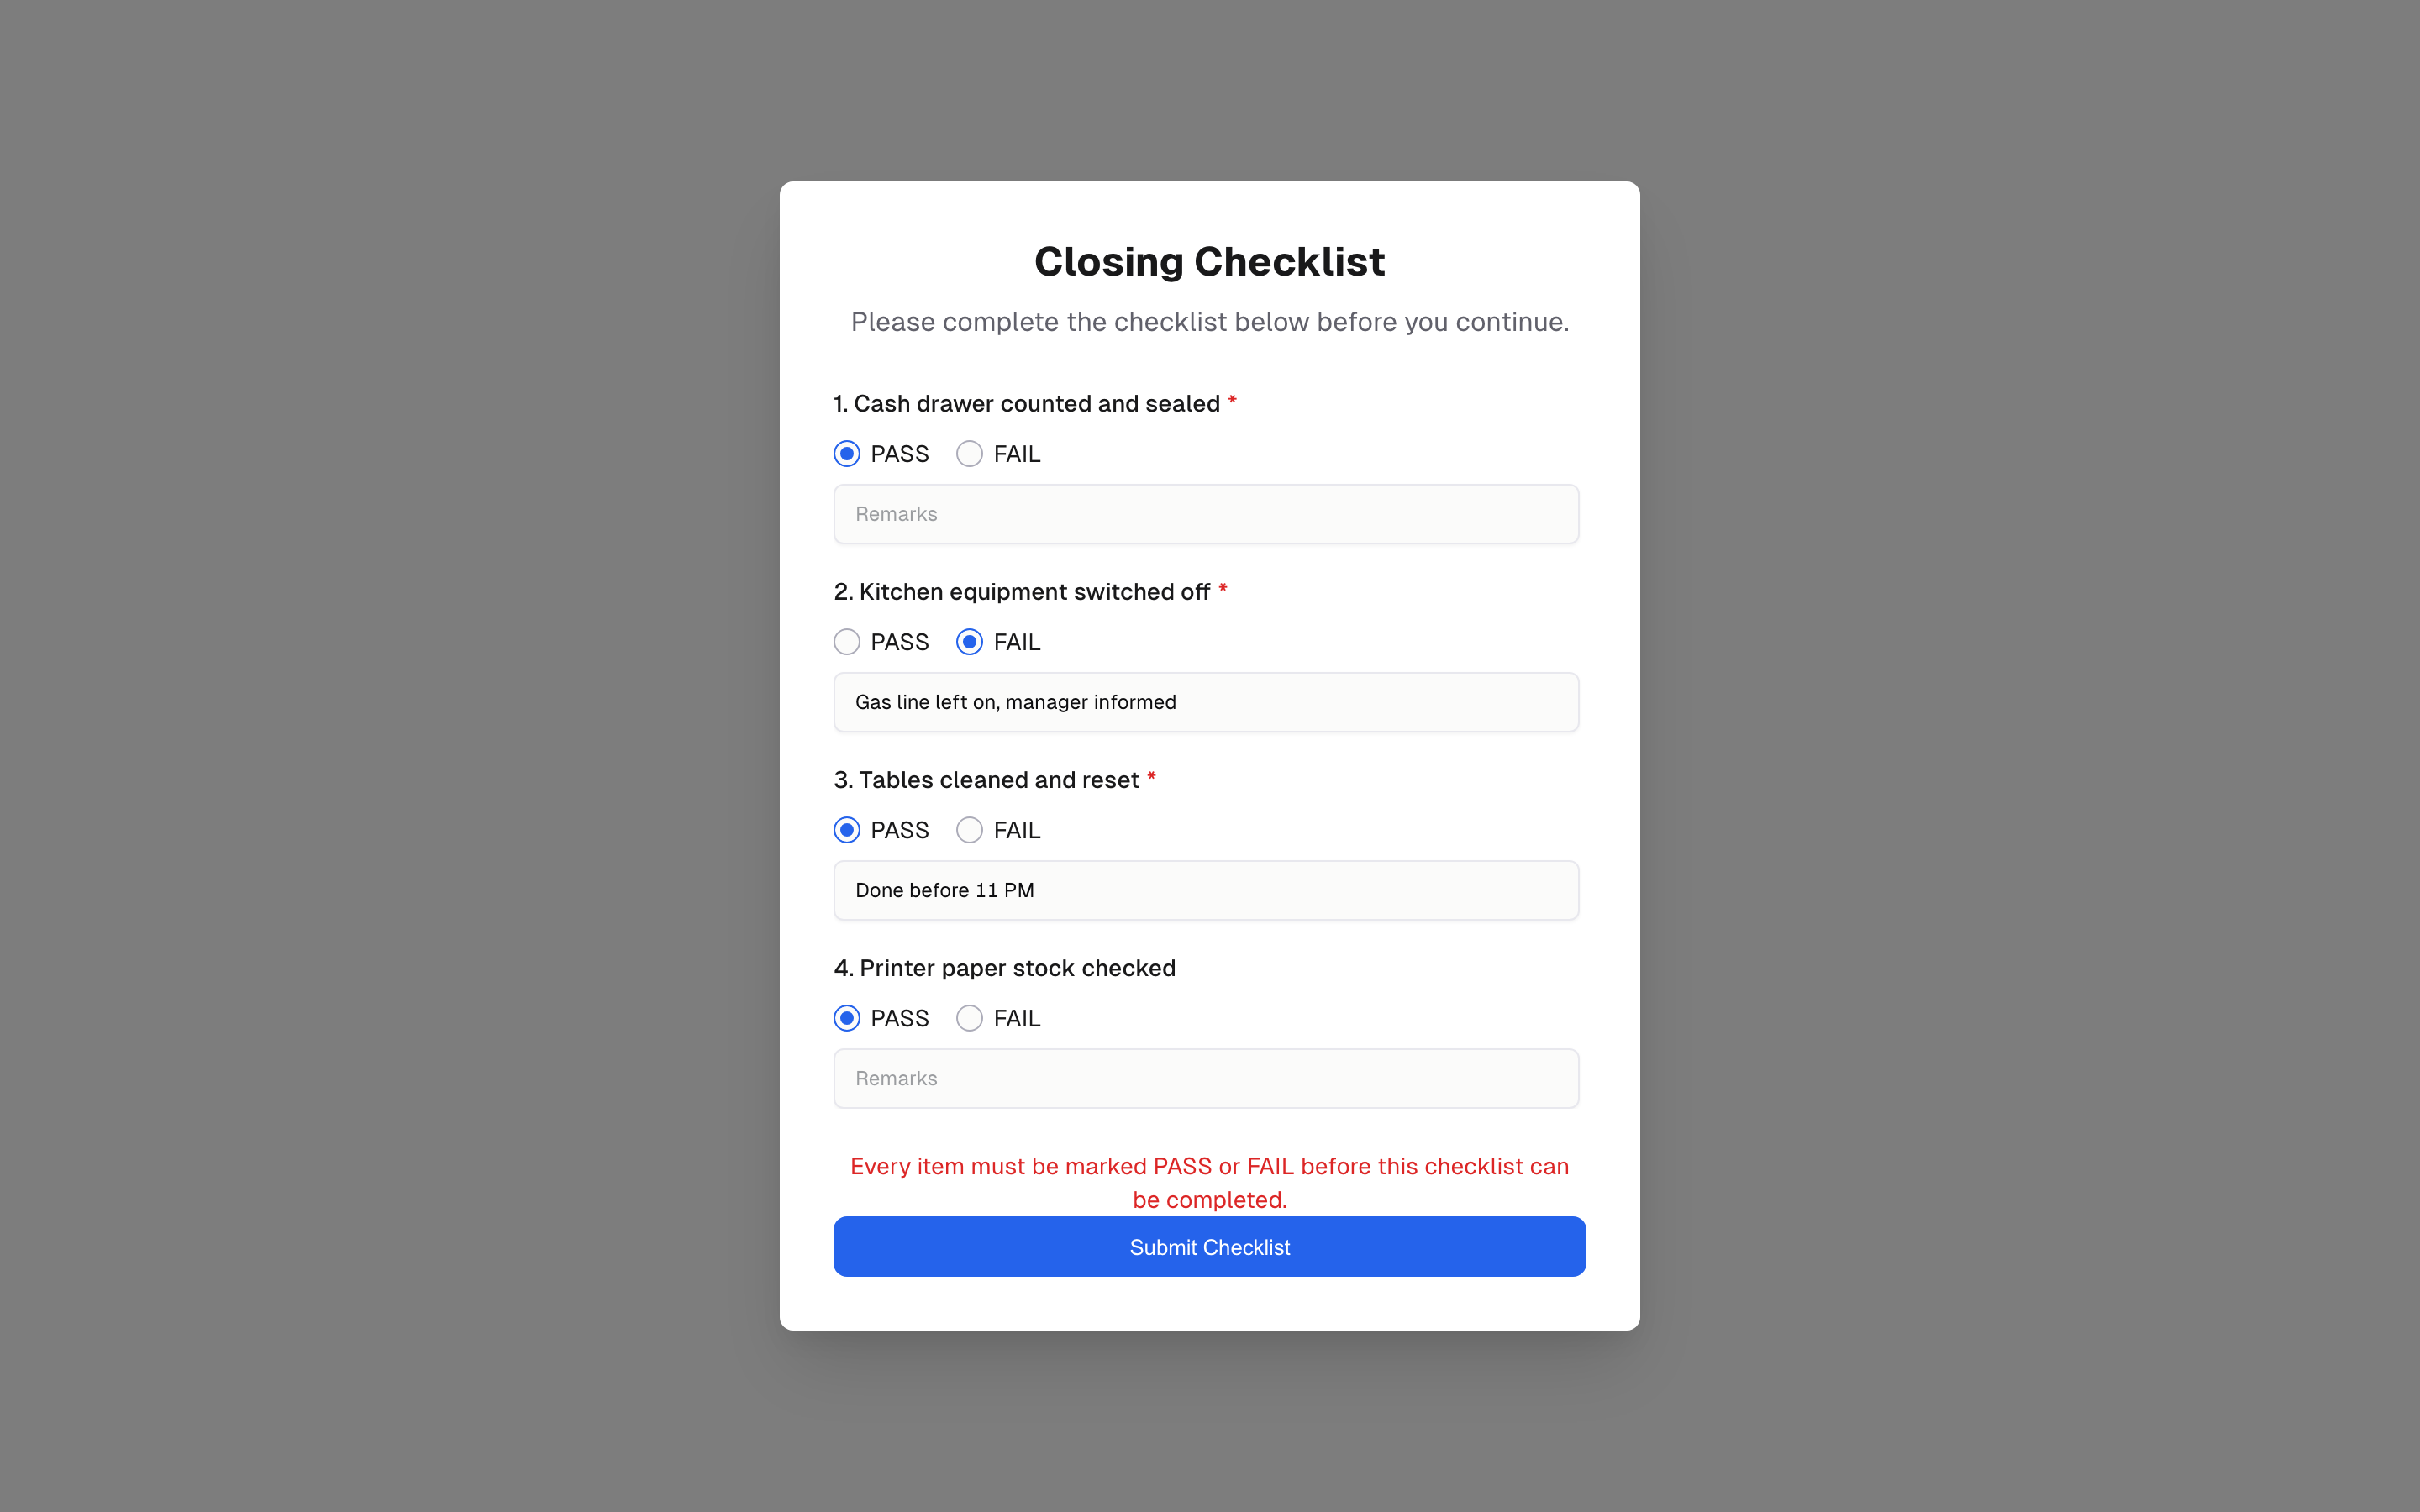 Closing Checklist
Please complete the checklist below before you continue.
1. Cash drawer counted and sealed *
PASS FAIL
Remarks
2. Kitchen equipment switched off *
PASS FAIL
Gas line left on, manager informed
3. Tables cleaned and reset *
PASS FAIL
Done before 11 PM
4. Printer paper stock checked
PASS FAIL
Remarks
Every item must be marked PASS or FAIL before this checklist can
be completed.
Submit Checklist